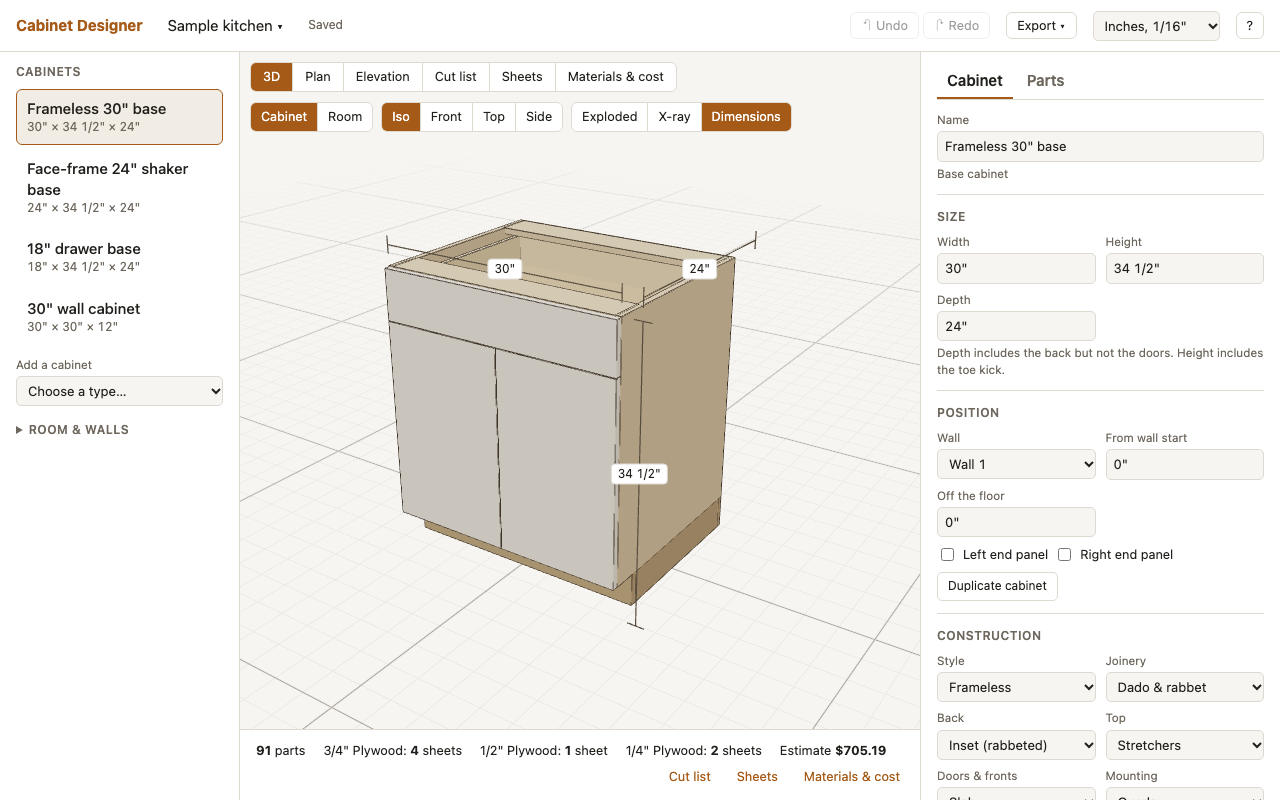 Cabinet Designer
Sample kitchen ▾
Saved
Undo
Redo
Export ▾
Inches, 1/16"
?
CABINETS
Frameless 30" base
30" × 34 1/2" × 24"
Face-frame 24" shaker
base
24" × 34 1/2" × 24"
18" drawer base
18" × 34 1/2" × 24"
30" wall cabinet
30" × 30" × 12"
Add a cabinet
Choose a type...
ROOM & WALLS
3D Plan Elevation Cut list Sheets Materials & cost
Cabinet Room Iso Front Top Side Exploded X-ray Dimensions
30"
24"
34 1/2"
91 parts 3/4" Plywood: 4 sheets 1/2" Plywood: 1 sheet 1/4" Plywood: 2 sheets Estimate $705.19
Cut list Sheets Materials & cost
Cabinet Parts
Name
Frameless 30" base
Base cabinet
SIZE
Width Height
30" 34 1/2"
Depth
24"
Depth includes the back but not the doors. Height includes
the toe kick.
POSITION
Wall From wall start
Wall 1 0"
Off the floor
0"
Left end panel Right end panel
Duplicate cabinet
CONSTRUCTION
Style Joinery
Frameless Dado & rabbet
Back Top
Inset (rabbeted) Stretchers
Doors & fronts Mounting